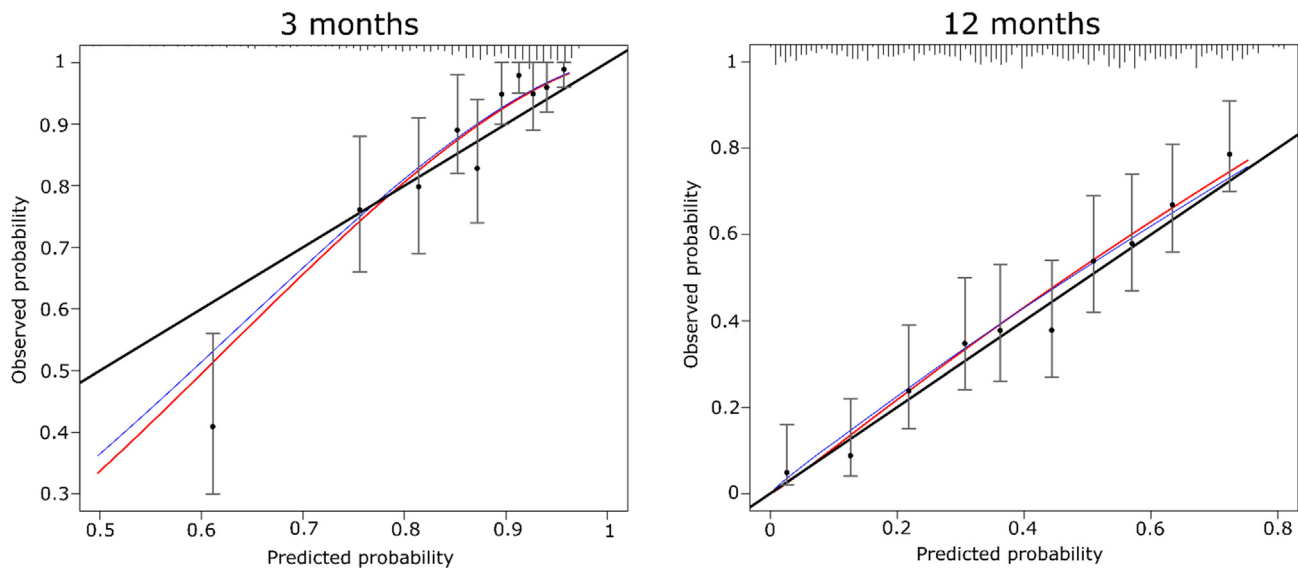 3 months
1
0.9
0.8
0.7
0.6
0.5
0.4
0.3
Observed probability
0.5 0.6 0.7 0.8 0.9 1
Predicted probability
12 months
1
0.8
0.6
0.4
0.2
0
Observed probability
0 0.2 0.4 0.6 0.8
Predicted probability